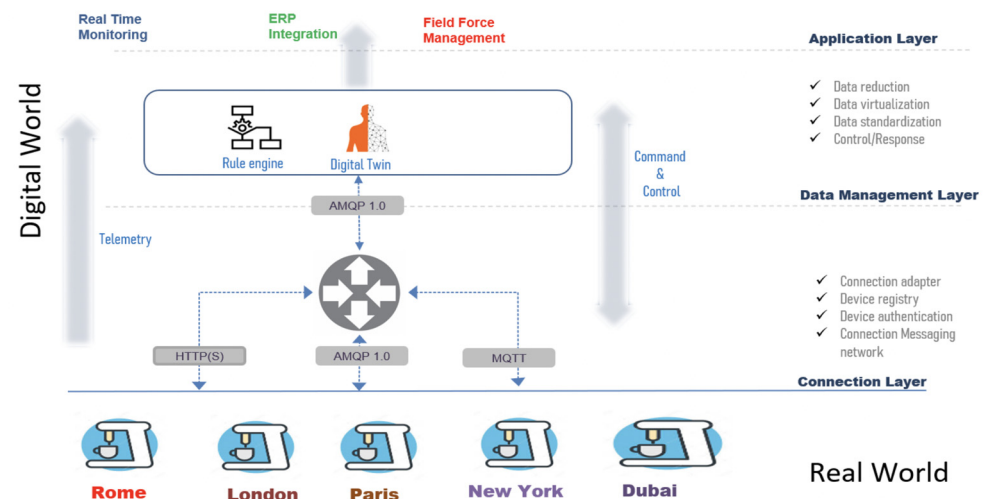 Real Time
Monitoring
ERP
Integration
Field Force
Management
Application Layer
Digital World
Data reduction
Data virtualization
Data standardization
Control/Response
Rule engine
Digital Twin
Command
&
Control
AMQP 1.0
Data Management Layer
Telemetry
Connection adapter
Device registry
Device authentication
Connection Messaging
network
HTTP(S)
AMQP 1.0
MQTT
Connection Layer
Rome
London
Paris
New York
Dubai
Real World